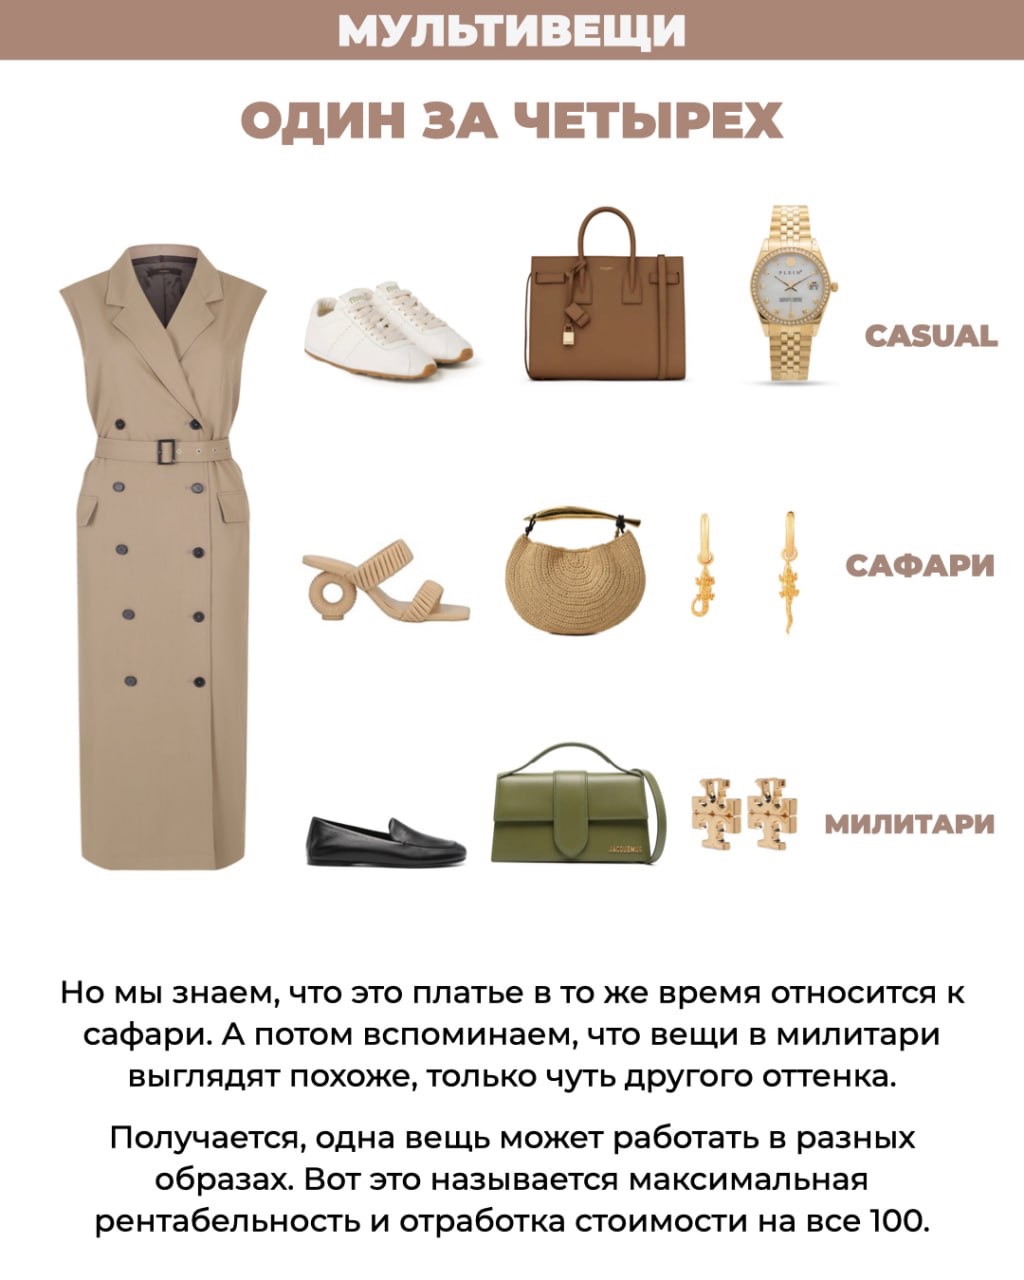 МУЛЬТИВЕЩИ
ОДИН ЗА ЧЕТЫРЕХ
PLEIN
CASUAL
САФАРИ
JACQUEMUS
МИЛИТАРИ
Но мы знаем, что это платье в то же время относится к
сафари. А потом вспоминаем, что вещи в милитари
выглядят похоже, только чуть другого оттенка.
Получается, одна вещь может работать в разных
образах. Вот это называется максимальная
рентабельность и отработка стоимости на все 100.